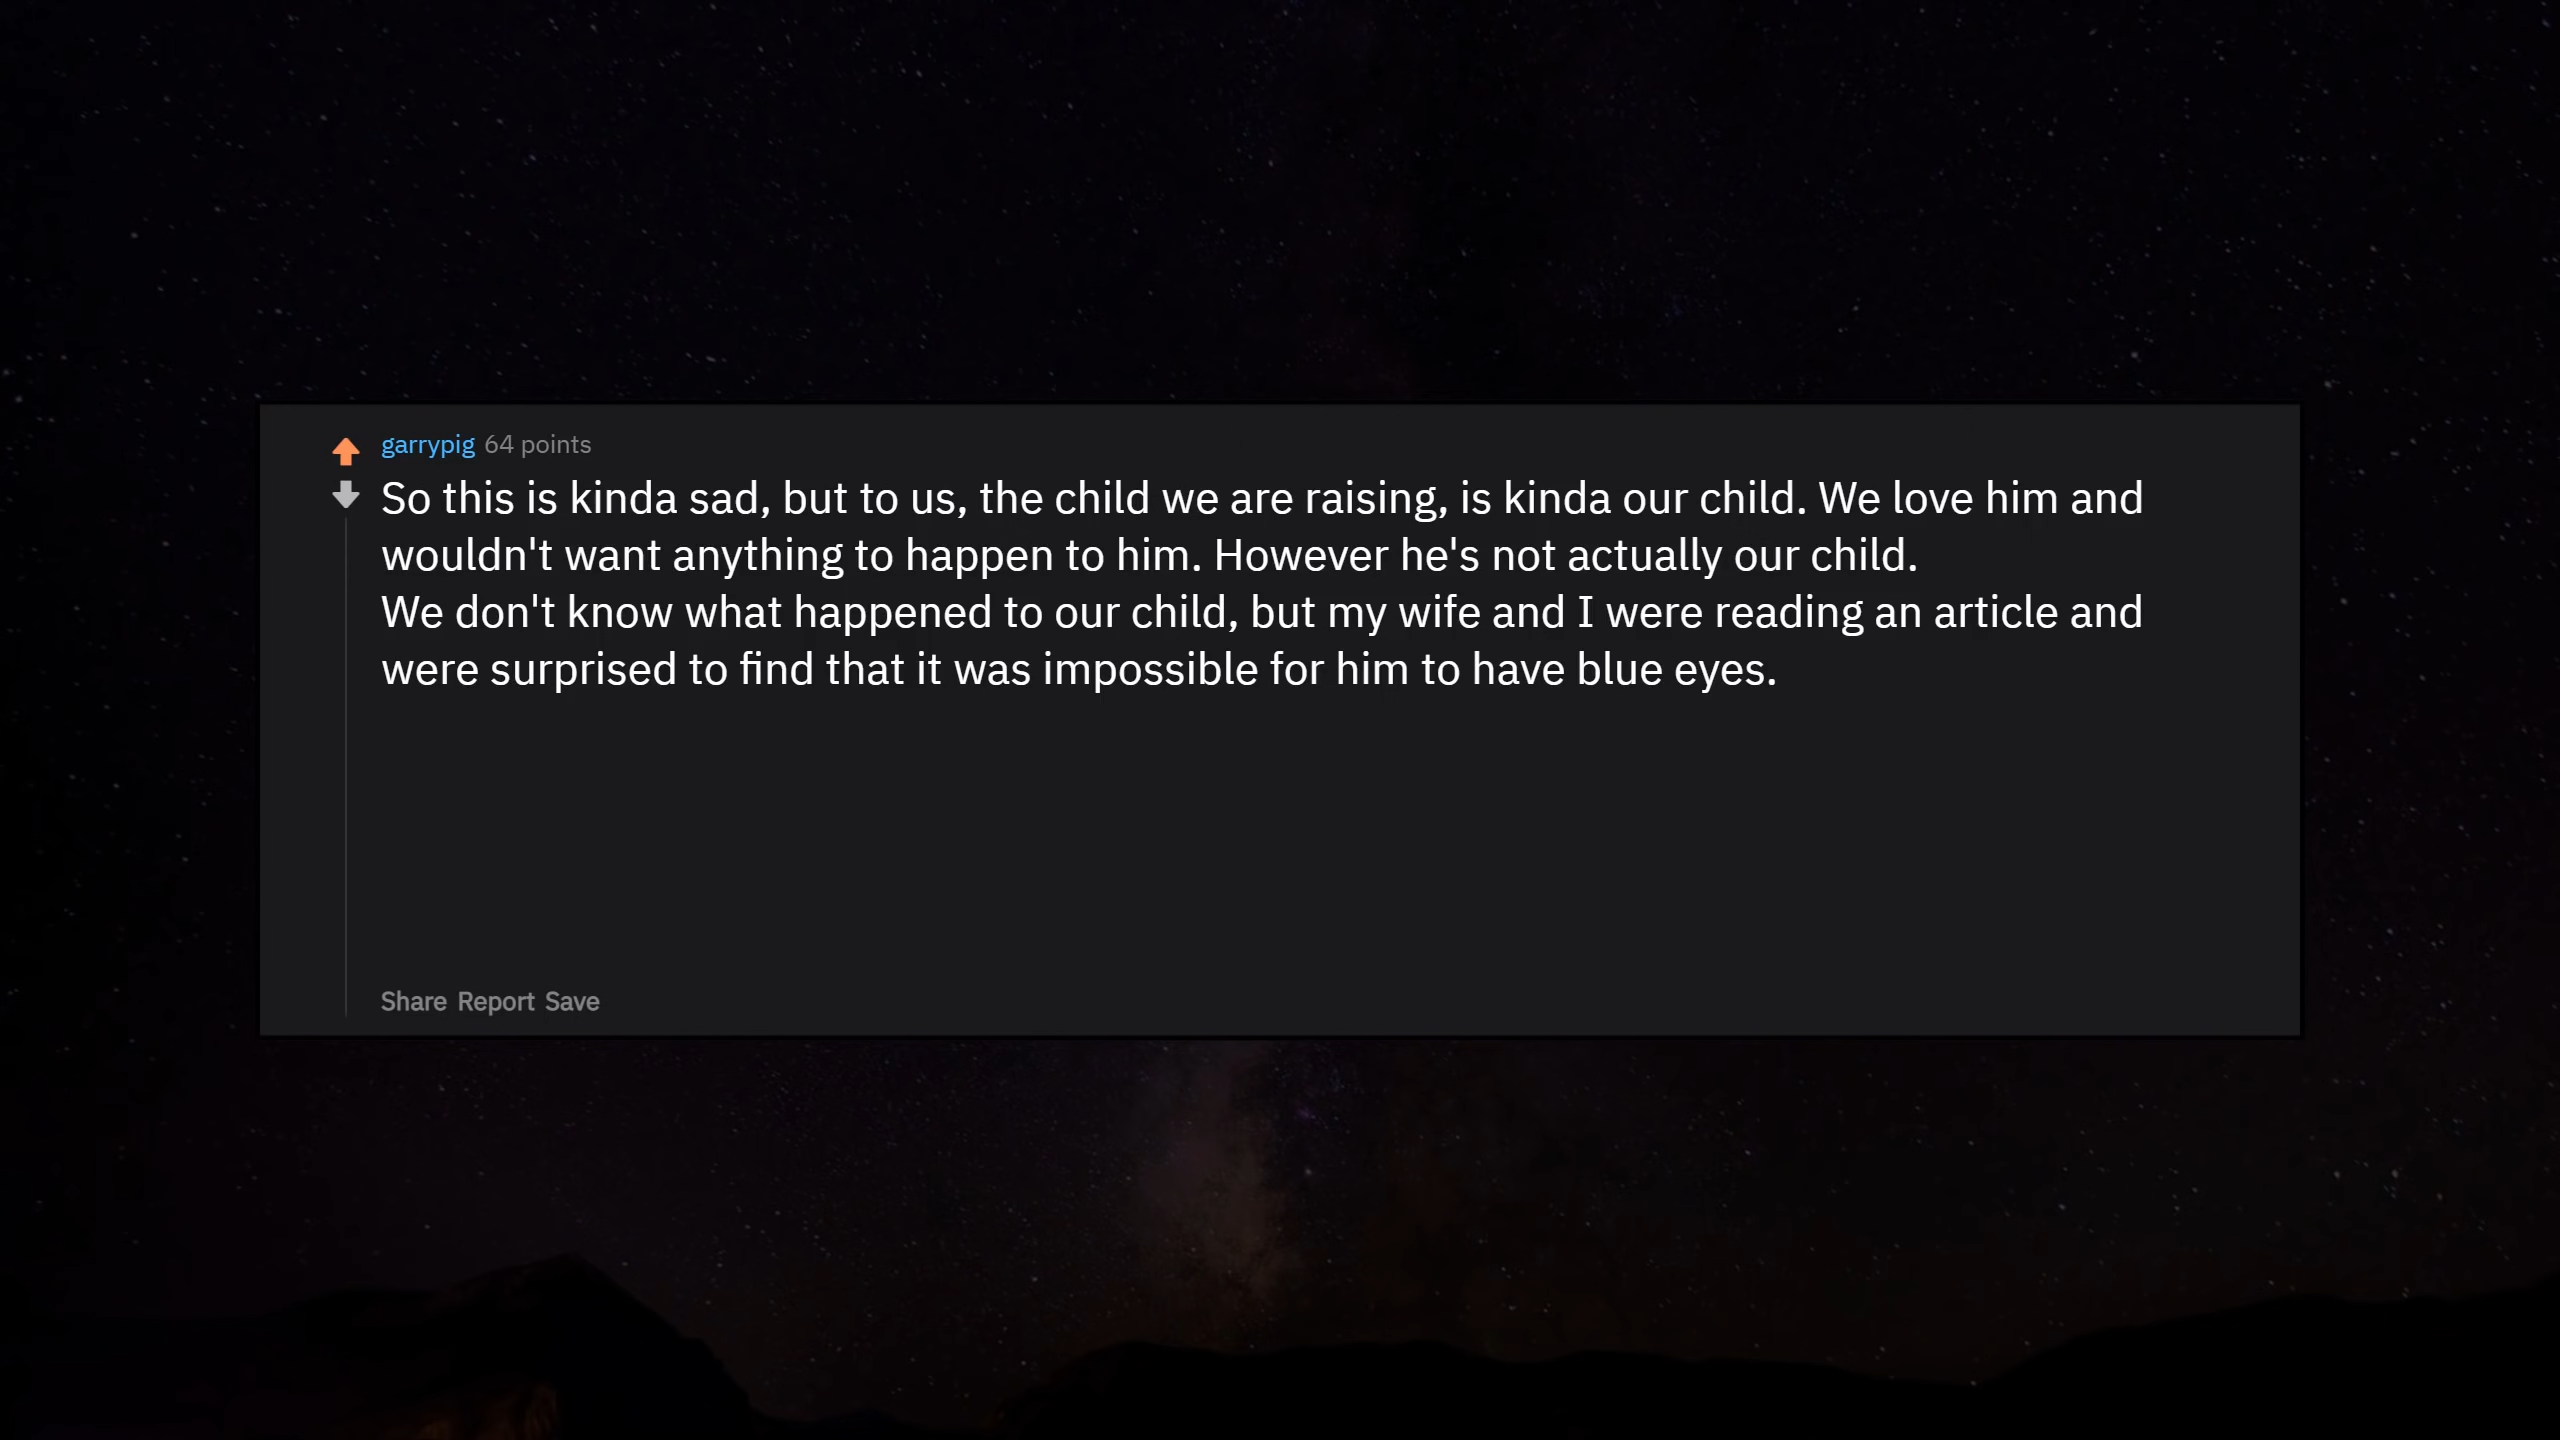 garrypig 64 points
So this is kinda sad, but to us, the child we are raising, is kinda our child. We love him and
wouldn't want anything to happen to him. However he's not actually our child.
We don't know what happened to our child, but my wife and I were reading an article and
were surprised to find that it was impossible for him to have blue eyes.
Share Report Save